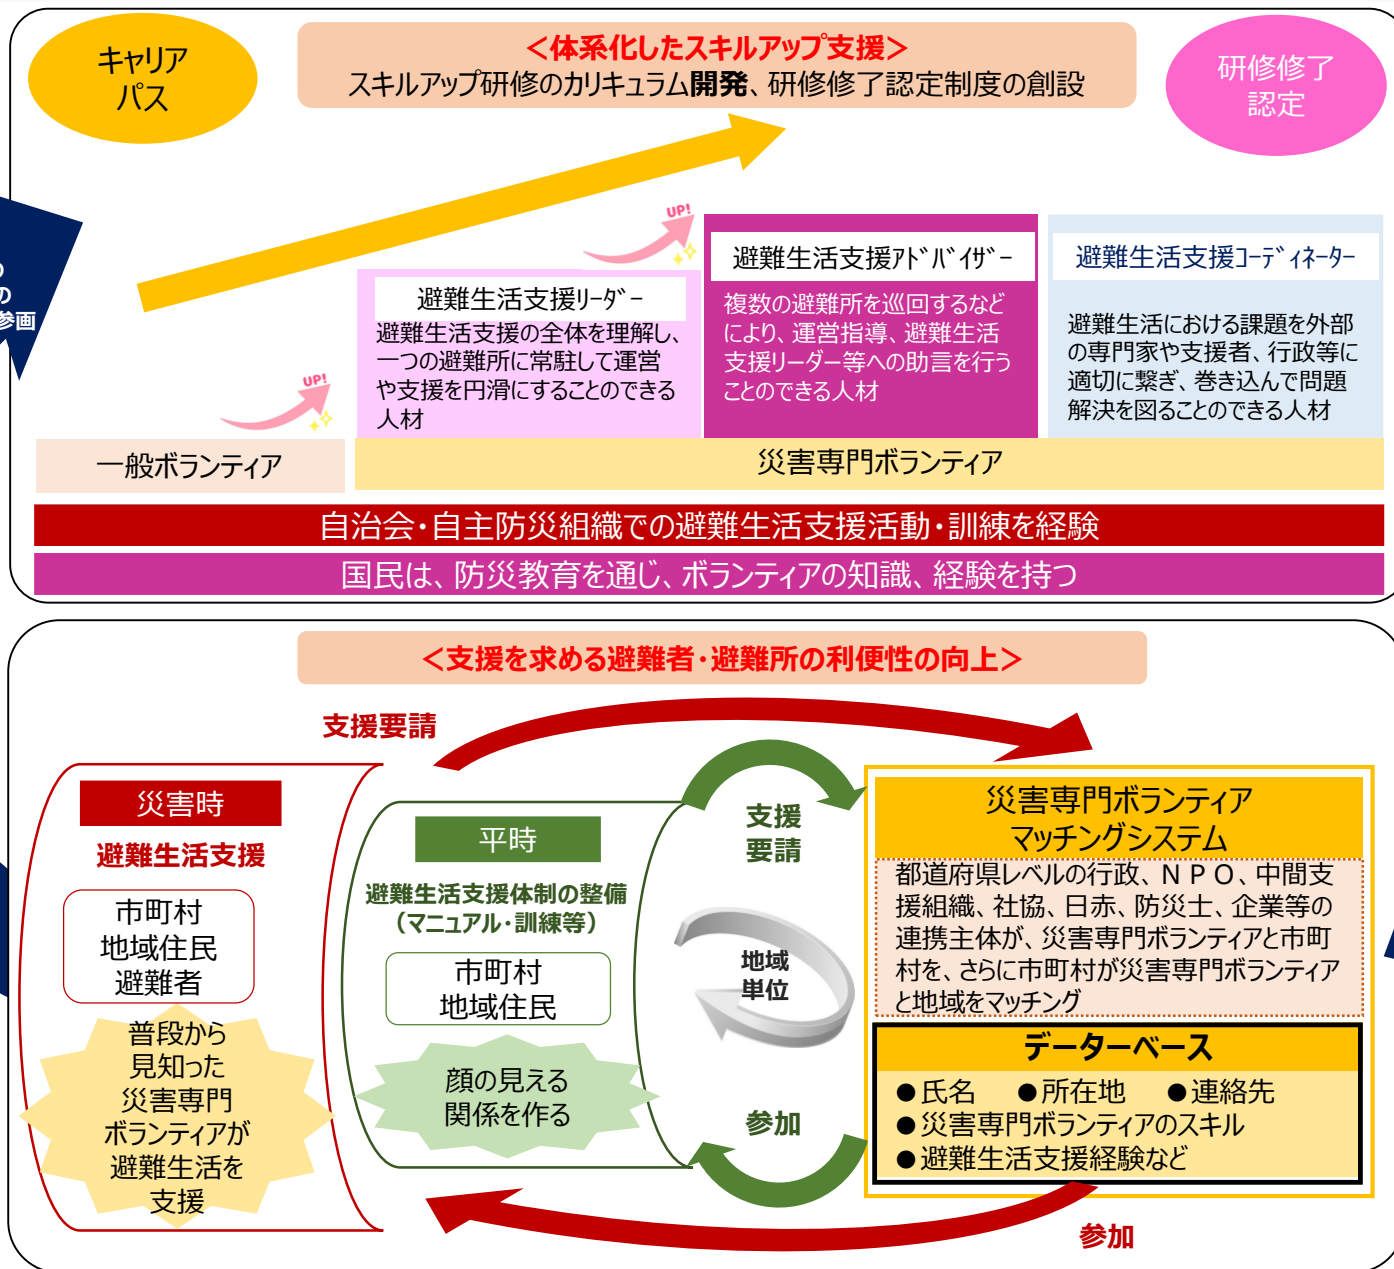 キャリア
パス
＜体系化したスキルアップ支援＞
スキルアップ研修のカリキュラム開発、研修修了認定制度の創設
研修修了
認定
の
の
参画
UP!
UP!
避難生活支援ﾘｰﾀﾞｰ
避難生活支援の全体を理解し、
一つの避難所に常駐して運営
や支援を円滑にすることのできる
人材
避難生活支援ｱﾄﾞﾊﾞｲｻﾞｰ
複数の避難所を巡回するなど
により、運営指導、避難生活
支援リーダー等への助言を行う
ことのできる人材
避難生活支援ｺｰﾃﾞｨﾈｰﾀｰ
避難生活における課題を外部
の専門家や支援者、行政等に
適切に繋ぎ、巻き込んで問題
解決を図ることのできる人材
一般ボランティア
災害専門ボランティア
自治会・自主防災組織での避難生活支援活動・訓練を経験
国民は、防災教育を通じ、ボランティアの知識、経験を持つ
＜支援を求める避難者・避難所の利便性の向上＞
支援要請
災害時
避難生活支援
市町村
地域住民
避難者
普段から
見知った
災害専門
ボランティアが
避難生活を
支援
平時
避難生活支援体制の整備
（マニュアル・訓練等）
市町村
地域住民
顔の見える
関係を作る
支援
要請
地域
単位
参加
災害専門ボランティア
マッチングシステム
都道府県レベルの行政、ＮＰＯ、中間支
援組織、社協、日赤、防災士、企業等の
連携主体が、災害専門ボランティアと市町
村を、さらに市町村が災害専門ボランティア
と地域をマッチング
データーベース
●氏名　●所在地　●連絡先
●災害専門ボランティアのスキル
●避難生活支援経験など
参加